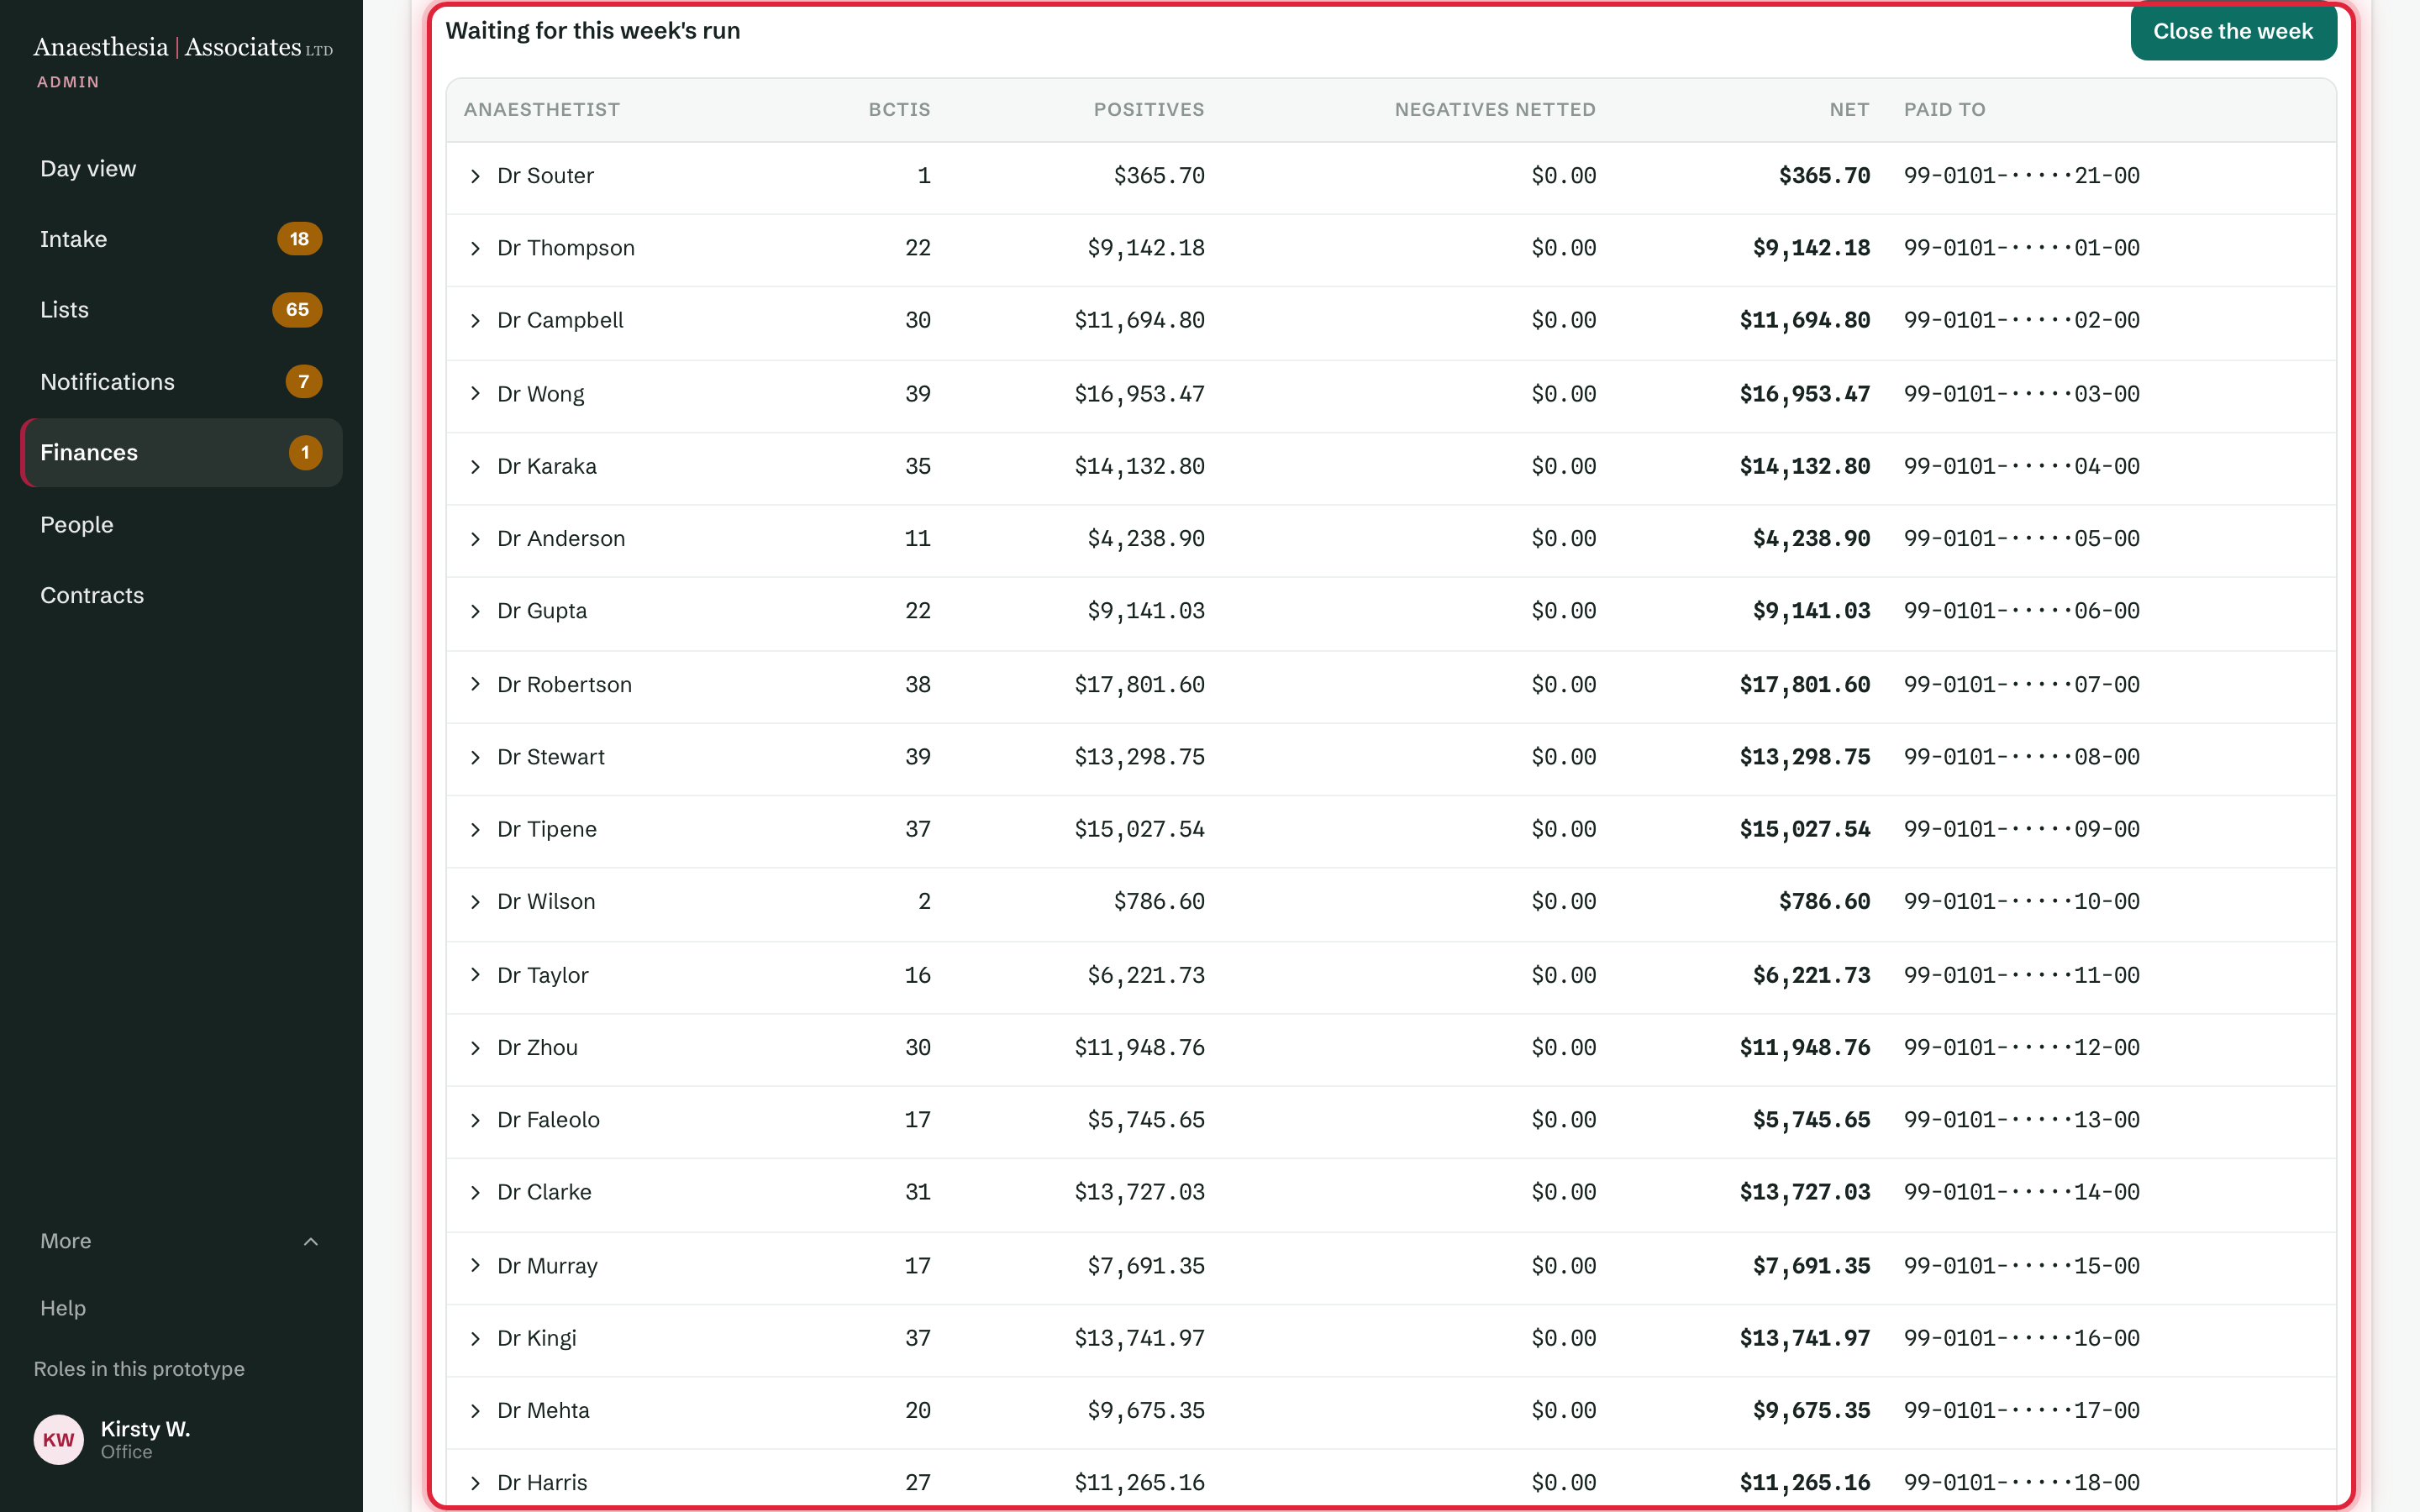 Anaesthesia | Associates LTD
ADMIN
Day view
Intake 18
Lists 65
Notifications 7
Finances 1
People
Contracts
More
Help
Roles in this prototype
KW Kirsty W.
Office
Waiting for this week's run
Close the week
ANAESTHETIST BCTIS POSITIVES NEGATIVES NETTED NET PAID TO
Dr Souter 1 $365.70 $0.00 $365.70 99-0101-·····21-00
Dr Thompson 22 $9,142.18 $0.00 $9,142.18 99-0101-·····01-00
Dr Campbell 30 $11,694.80 $0.00 $11,694.80 99-0101-·····02-00
Dr Wong 39 $16,953.47 $0.00 $16,953.47 99-0101-·····03-00
Dr Karaka 35 $14,132.80 $0.00 $14,132.80 99-0101-·····04-00
Dr Anderson 11 $4,238.90 $0.00 $4,238.90 99-0101-·····05-00
Dr Gupta 22 $9,141.03 $0.00 $9,141.03 99-0101-·····06-00
Dr Robertson 38 $17,801.60 $0.00 $17,801.60 99-0101-·····07-00
Dr Stewart 39 $13,298.75 $0.00 $13,298.75 99-0101-·····08-00
Dr Tipene 37 $15,027.54 $0.00 $15,027.54 99-0101-·····09-00
Dr Wilson 2 $786.60 $0.00 $786.60 99-0101-·····10-00
Dr Taylor 16 $6,221.73 $0.00 $6,221.73 99-0101-·····11-00
Dr Zhou 30 $11,948.76 $0.00 $11,948.76 99-0101-·····12-00
Dr Faleolo 17 $5,745.65 $0.00 $5,745.65 99-0101-·····13-00
Dr Clarke 31 $13,727.03 $0.00 $13,727.03 99-0101-·····14-00
Dr Murray 17 $7,691.35 $0.00 $7,691.35 99-0101-·····15-00
Dr Kingi 37 $13,741.97 $0.00 $13,741.97 99-0101-·····16-00
Dr Mehta 20 $9,675.35 $0.00 $9,675.35 99-0101-·····17-00
Dr Harris 27 $11,265.16 $0.00 $11,265.16 99-0101-·····18-00